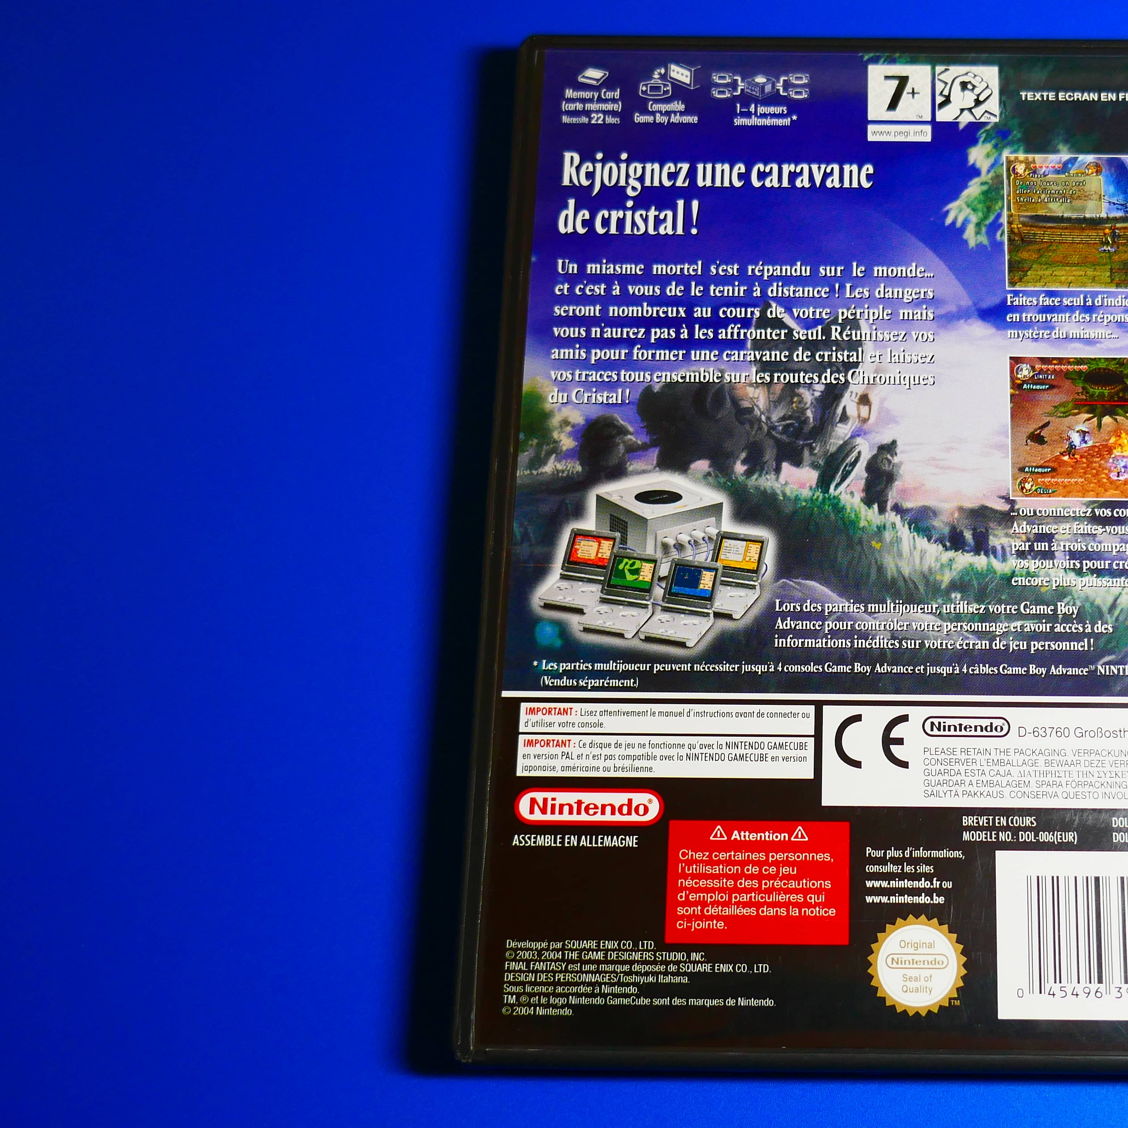 Memory Card
(carte mémoire)
Nécessite 22 blocs
Compatible
Game Boy Advance
1–4 joueurs
simultanément*
7+
www.pegi.info
TEXTE ECRAN EN
Rejoignez une caravane
de cristal !
Un miasme mortel s'est répandu sur le monde...
et c'est à vous de le tenir à distance ! Les dangers
seront nombreux au cours de votre périple mais
vous n'aurez pas à les affronter seul. Réunissez vos
amis pour former une caravane de cristal et laissez
vos traces tous ensemble sur les routes des Chroniques
du Cristal !
De nos jours, on peut
aller facilement de
Faites face seul à
en trouvant des
mystère du miasme...
Attaquer
Attaquer
... ou connectez vos
Advance et faites-vous
par un à trois
vos pouvoirs pour
encore plus
Lors des parties multijoueur, utilisez votre Game Boy
Advance pour contrôler votre personnage et avoir accès à des
informations inédites sur votre écran de jeu personnel !
* Les parties multijoueur peuvent nécessiter jusqu'à 4 consoles Game Boy Advance et jusqu'à 4 câbles Game Boy Advance™
(Vendus séparément.)
IMPORTANT : Lisez attentivement le manuel d'instructions avant de connecter ou
d'utiliser votre console.
IMPORTANT : Ce disque de jeu ne fonctionne qu'avec la NINTENDO GAMECUBE
en version PAL et n'est pas compatible avec la NINTENDO GAMECUBE en version
japonaise, américaine ou brésilienne.
CE
Nintendo® D-63760
PLEASE RETAIN THE PACKAGING.
CONSERVER L'EMBALLAGE. BEWAAR DEZE
GUARDA ESTA CAJA. ΔΙΑΤΗΡΗΣΤΕ ΤΗΝ
GUARDAR A EMBALAGEM. SPARA
SÄILYTÄ PAKKAUS. CONSERVA QUESTO
Nintendo®
ASSEMBLE EN ALLEMAGNE
Attention
Chez certaines personnes,
l'utilisation de ce jeu
nécessite des précautions
d'emploi particulières qui
sont détaillées dans la notice
ci-jointe.
BREVET EN COURS
MODELE NO.: DOL-006(EUR)
Pour plus d'informations,
consultez les sites
www.nintendo.fr ou
www.nintendo.be
Original
Nintendo
Seal of
Quality
TM
0 45496
Développé par SQUARE ENIX CO., LTD.
© 2003, 2004 THE GAME DESIGNERS STUDIO, INC.
FINAL FANTASY est une marque déposée de SQUARE ENIX CO., LTD.
DESIGN DES PERSONNAGES/Toshiyuki Itahana.
Sous licence accordée à Nintendo.
TM, ® et le logo Nintendo GameCube sont des marques de Nintendo.
© 2004 Nintendo.